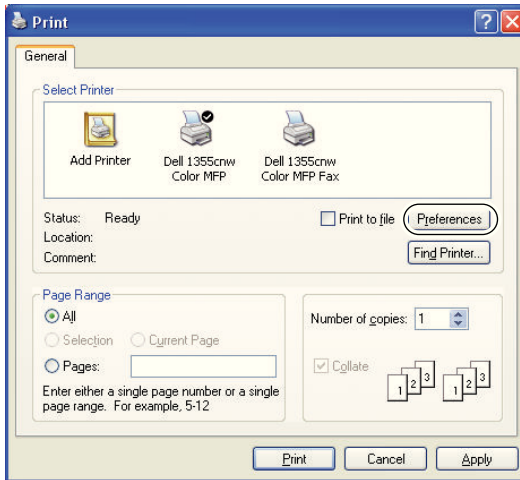 Print
General
Select Printer
Add Printer
Dell 1355cnw
Color MFP
Dell 1355cnw
Color MFP Fax
Status: Ready
Location:
Comment:
Print to file
Preferences
Find Printer...
Page Range
All
Selection
Current Page
Pages:
Enter either a single page number or a single
page range. For example, 5-12
Number of copies: 1
Collate
1 2 3
1 2 3
Print
Cancel
Apply